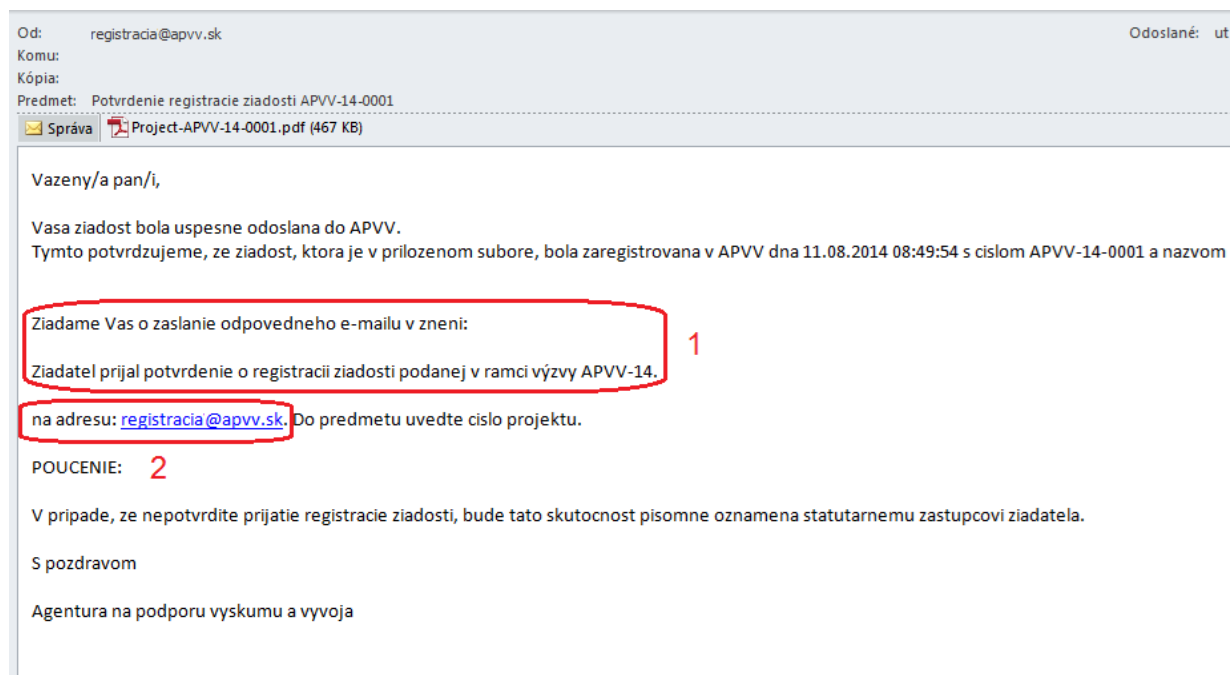 Od: registracia@apvv.sk Odoslané: ut
Komu:
Kópia:
Predmet: Potvrdenie registracie ziadosti APVV-14-0001
Správa Project-APVV-14-0001.pdf (467 KB)
Vazeny/a pan/i,
Vasa ziadost bola uspesne odoslana do APVV.
Tymto potvrdzujeme, ze ziadost, ktora je v prilozenom subore, bola zaregistrovana v APVV dna 11.08.2014 08:49:54 s cislom APVV-14-0001 a nazvom
Ziadame Vas o zaslanie odpovedneho e-mailu v zneni:
1
Ziadatel prijal potvrdenie o registracii ziadosti podanej v ramci výzvy APVV-14.
na adresu: registracia@apvv.sk. Do predmetu uvedte cislo projektu.
POUCENIE: 2
V pripade, ze nepotvrdite prijatie registracie ziadosti, bude tato skutocnost pisomne oznamena statutarnemu zastupcovi ziadatela.
S pozdravom
Agentura na podporu vyskumu a vyvoja